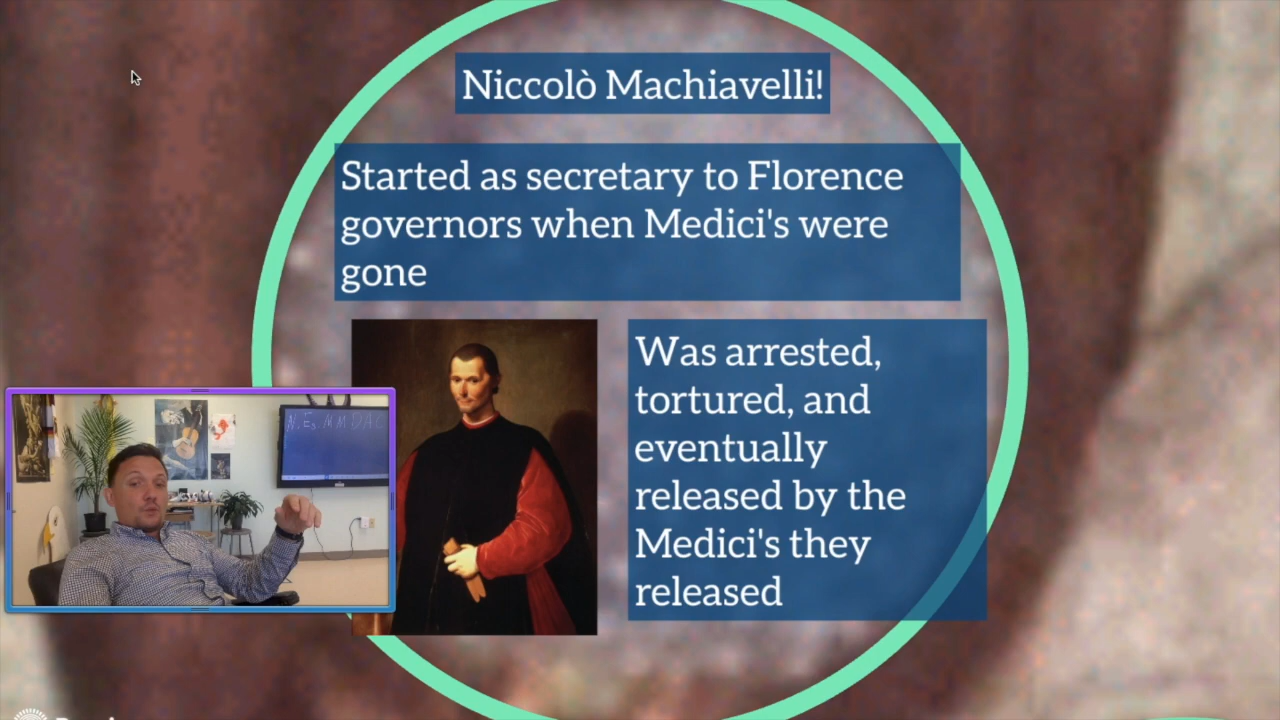 Niccolò Machiavelli!
Started as secretary to Florence
governors when Medici's were
gone
Was arrested,
tortured, and
eventually
released by the
Medici's they
released